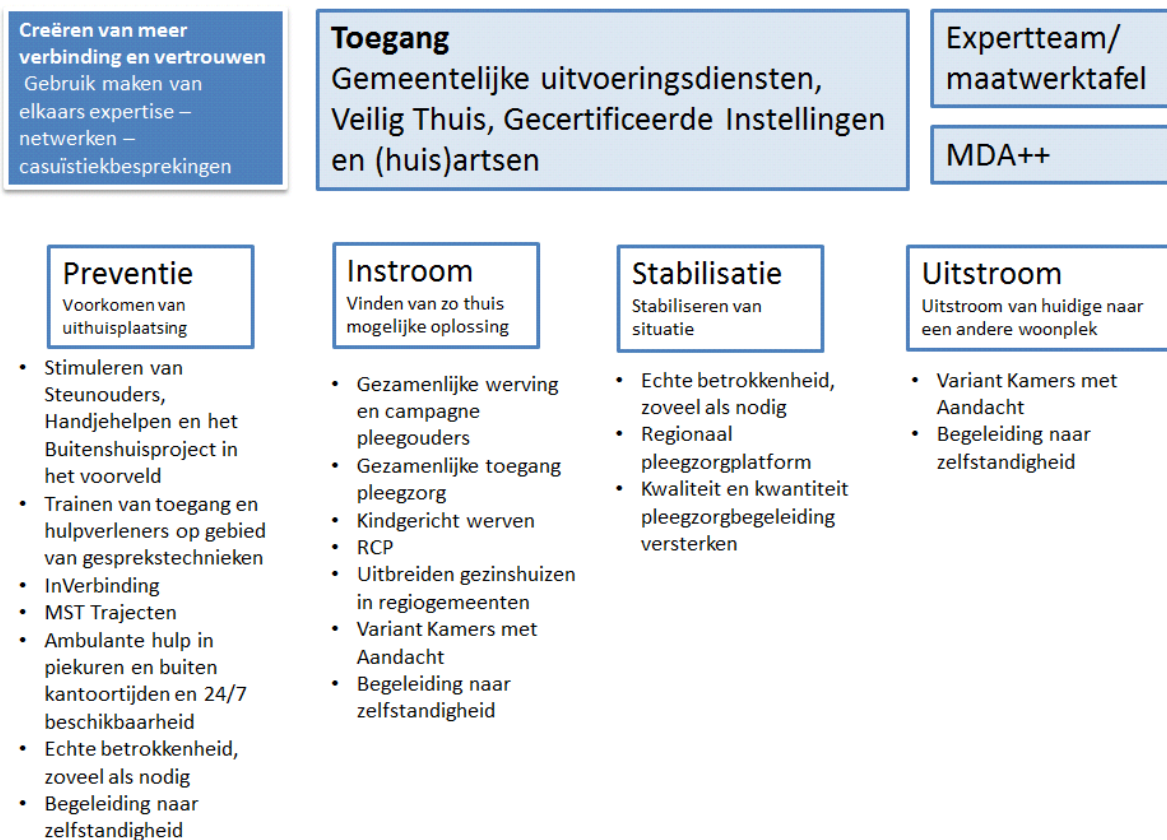 Creëren van meer
verbinding en vertrouwen
Gebruik maken van
elkaars expertise –
netwerken –
casuïstiekbesprekingen
Toegang
Gemeentelijke uitvoeringsdiensten,
Veilig Thuis, Gecertificeerde Instellingen
en (huis)artsen
Expertteam/
maatwerktafel
MDA++
Preventie
Voorkomen van
uithuisplaatsing
• Stimuleren van
Steunouders,
Handjehelpen en het
Buitenshuisproject in
het voorveld
• Trainen van toegang en
hulpverleners op gebied
van gesprekstechnieken
• InVerbinding
• MST Trajecten
• Ambulante hulp in
piekuren en buiten
kantoortijden en 24/7
beschikbaarheid
• Echte betrokkenheid,
zoveel als nodig
• Begeleiding naar
zelfstandigheid
Instroom
Vinden van zo thuis
mogelijke oplossing
• Gezamenlijke werving
en campagne
pleegouders
• Gezamenlijke toegang
pleegzorg
• Kindgericht werven
• RCP
• Uitbreiden gezinshuizen
in regiogemeenten
• Variant Kamers met
Aandacht
• Begeleiding naar
zelfstandigheid
Stabilisatie
Stabiliseren van
situatie
• Echte betrokkenheid,
zoveel als nodig
• Regionaal
pleegzorgplatform
• Kwaliteit en kwantiteit
pleegzorgbegeleiding
versterken
Uitstroom
Uitstroom van huidige naar
een andere woonplek
• Variant Kamers met
Aandacht
• Begeleiding naar
zelfstandigheid